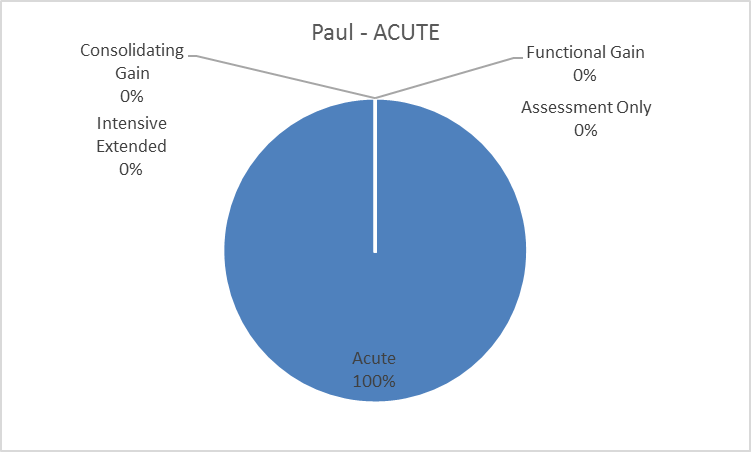 Paul - ACUTE
Consolidating
Gain
0%
Intensive
Extended
0%
Functional Gain
0%
Assessment Only
0%
Acute
100%